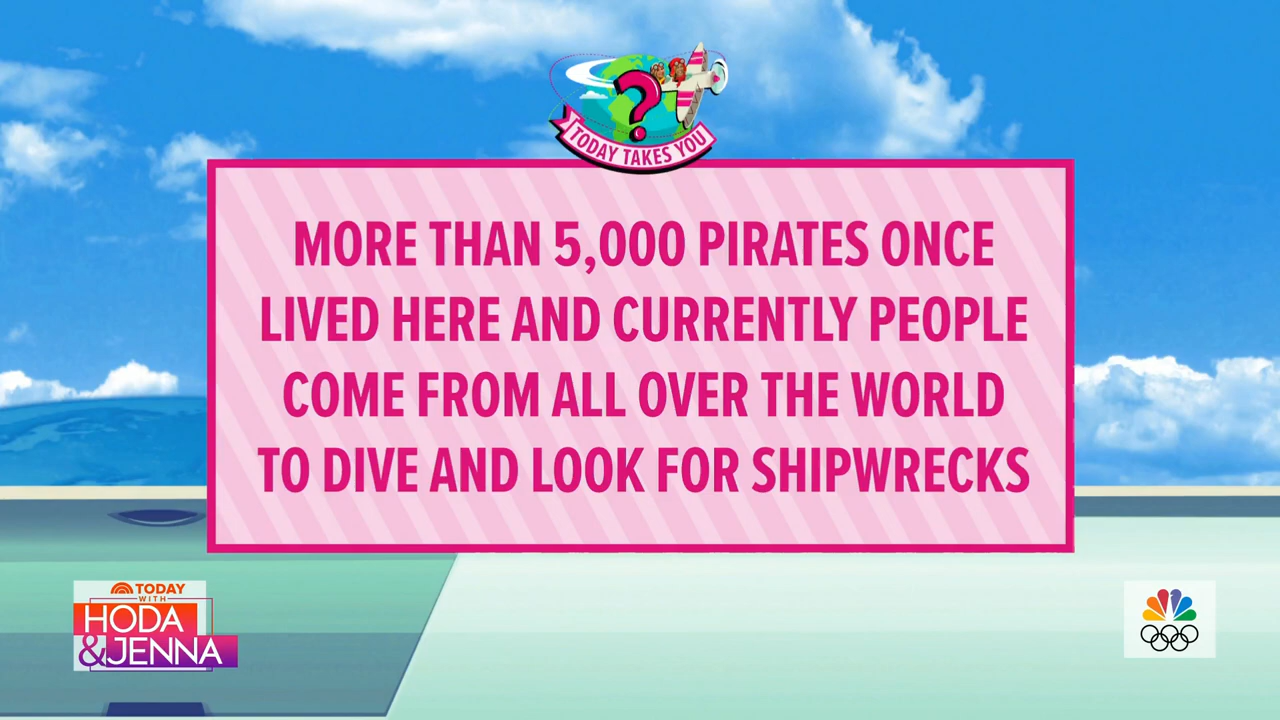 ?
TODAY TAKES YOU
MORE THAN 5,000 PIRATES ONCE
LIVED HERE AND CURRENTLY PEOPLE
COME FROM ALL OVER THE WORLD
TO DIVE AND LOOK FOR SHIPWRECKS
TODAY
WITH
HODA
&JENNA